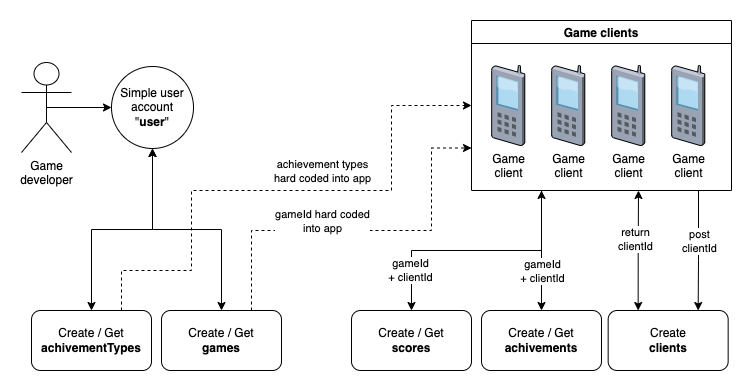 Game clients
Simple user
account
"user"
Game
developer
Game
client
Game
client
Game
client
Game
client
achievement types
hard coded into app
gameId hard coded
into app
return
clientId
post
clientId
gameId
+ clientId
gameId
+ clientId
Create / Get
achivementTypes
Create / Get
games
Create / Get
scores
Create / Get
achivements
Create
clients